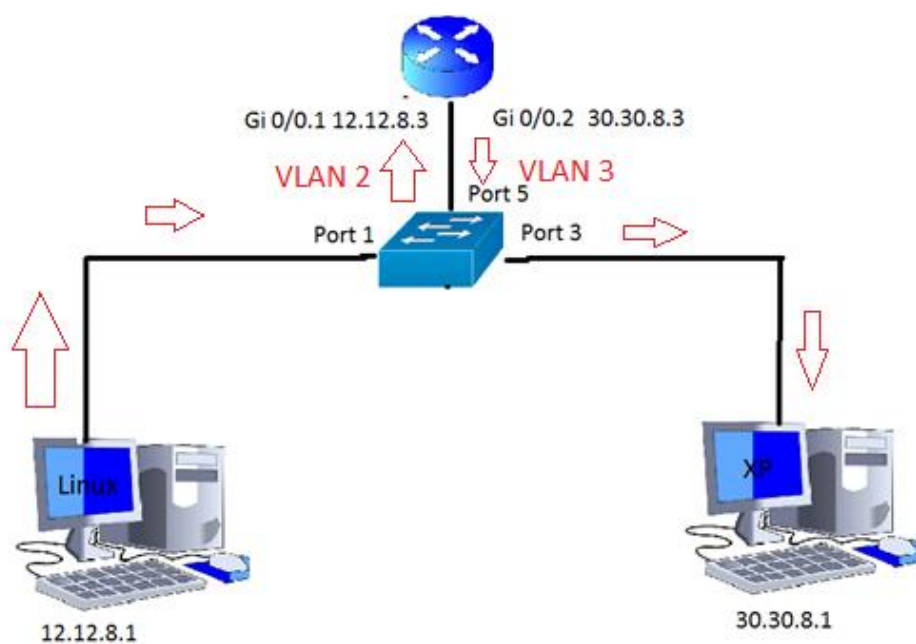 Gi 0/0.1 12.12.8.3
Gi 0/0.2 30.30.8.3
VLAN 2
VLAN 3
Port 5
Port 1
Port 3
Linux
XP
12.12.8.1
30.30.8.1